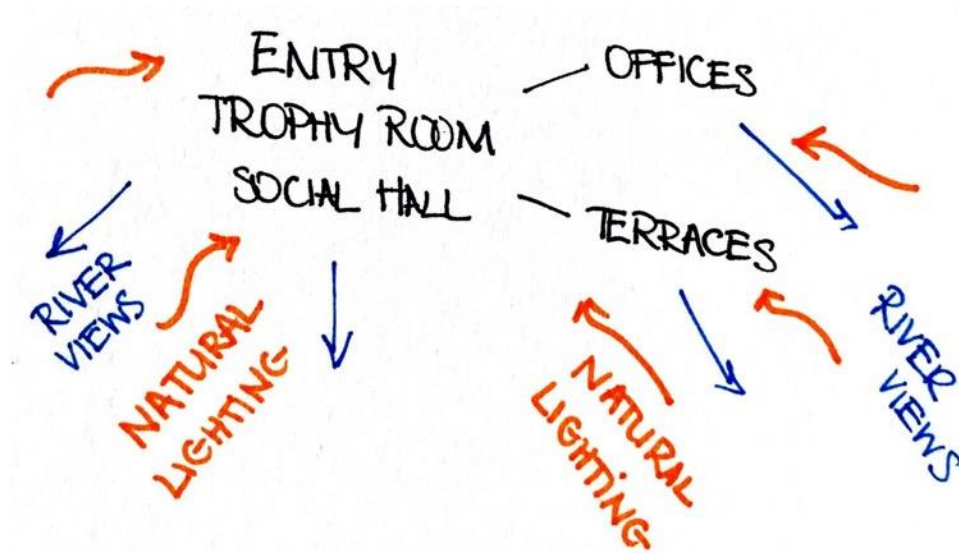 ENTRY
TROPHY ROOM
SOCIAL HALL
OFFICES
TERRACES
RIVER
VIEWS
NATURAL
LIGHTING
NATURAL
LIGHTING
RIVER
VIEWS